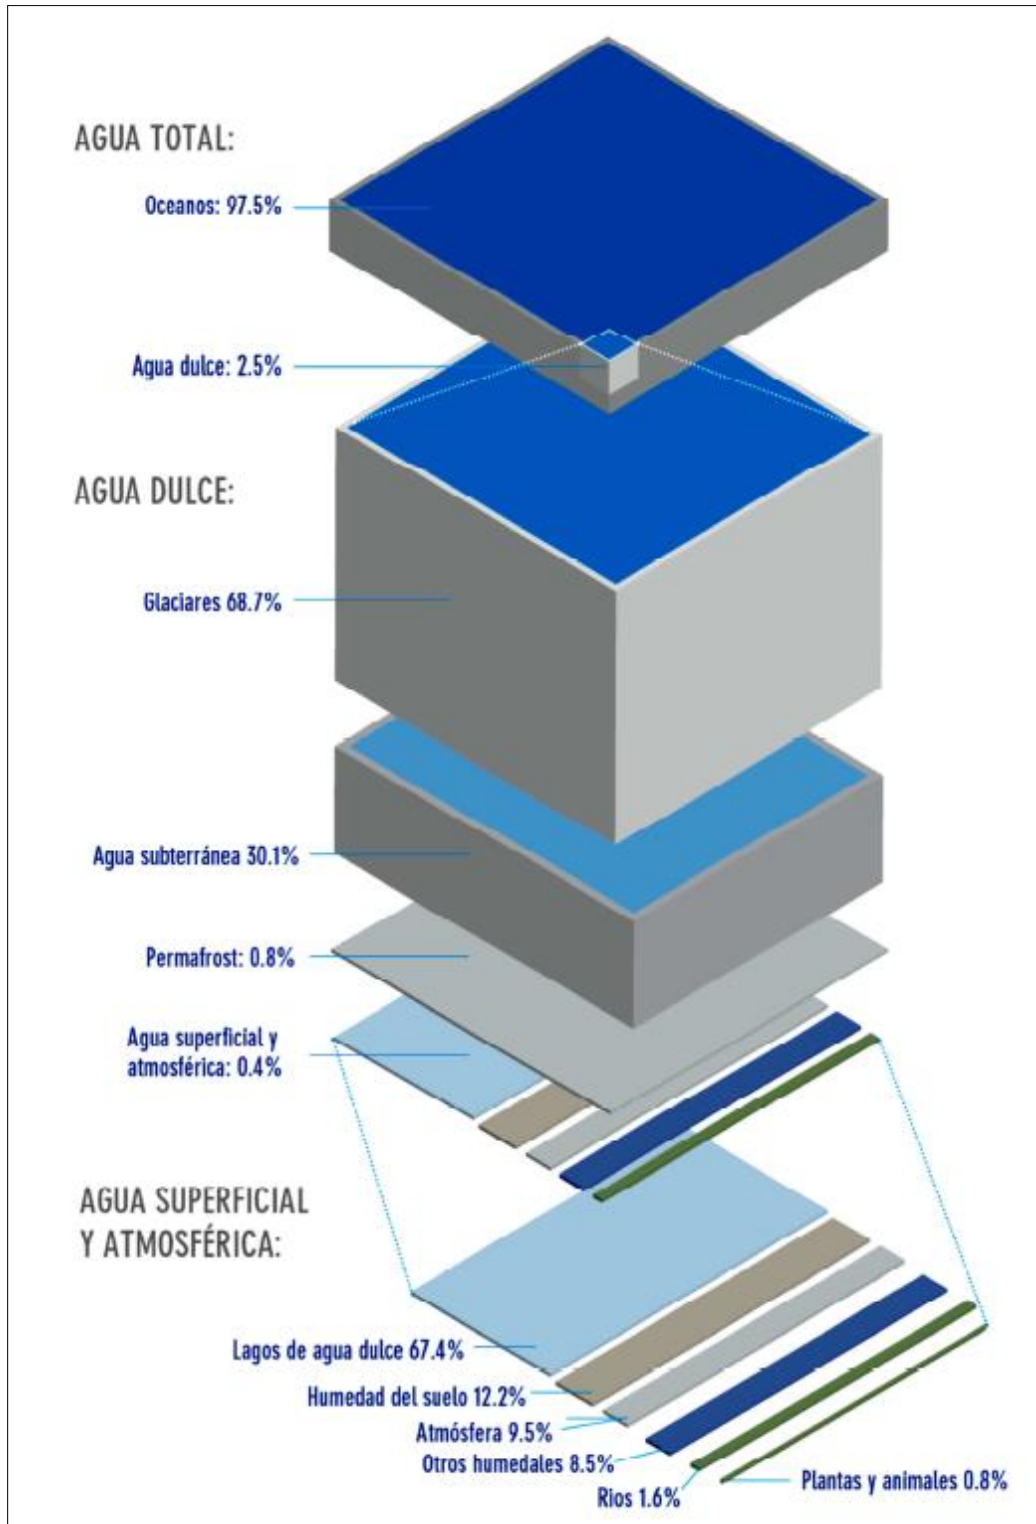 AGUA TOTAL:
Oceanos: 97.5%
Agua dulce: 2.5%
AGUA DULCE:
Glaciares 68.7%
Agua subterránea 30.1%
Permafrost: 0.8%
Agua superficial y
atmosférica: 0.4%
AGUA SUPERFICIAL
Y ATMOSFÉRICA:
Lagos de agua dulce 67.4%
Humedad del suelo 12.2%
Atmósfera 9.5%
Otros humedales 8.5%
Rios 1.6%
Plantas y animales 0.8%